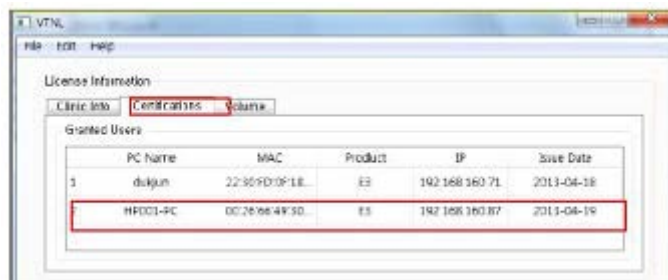 VTNL
File Edit Help
License Information
Clinic Info Certifications Volume
Granted Users
PC Name MAC Product IP Issue Date
1 dukjun E3 192.168.160.71 2013-04-18
2 HP001-PC E3 192.168.160.87 2013-04-19